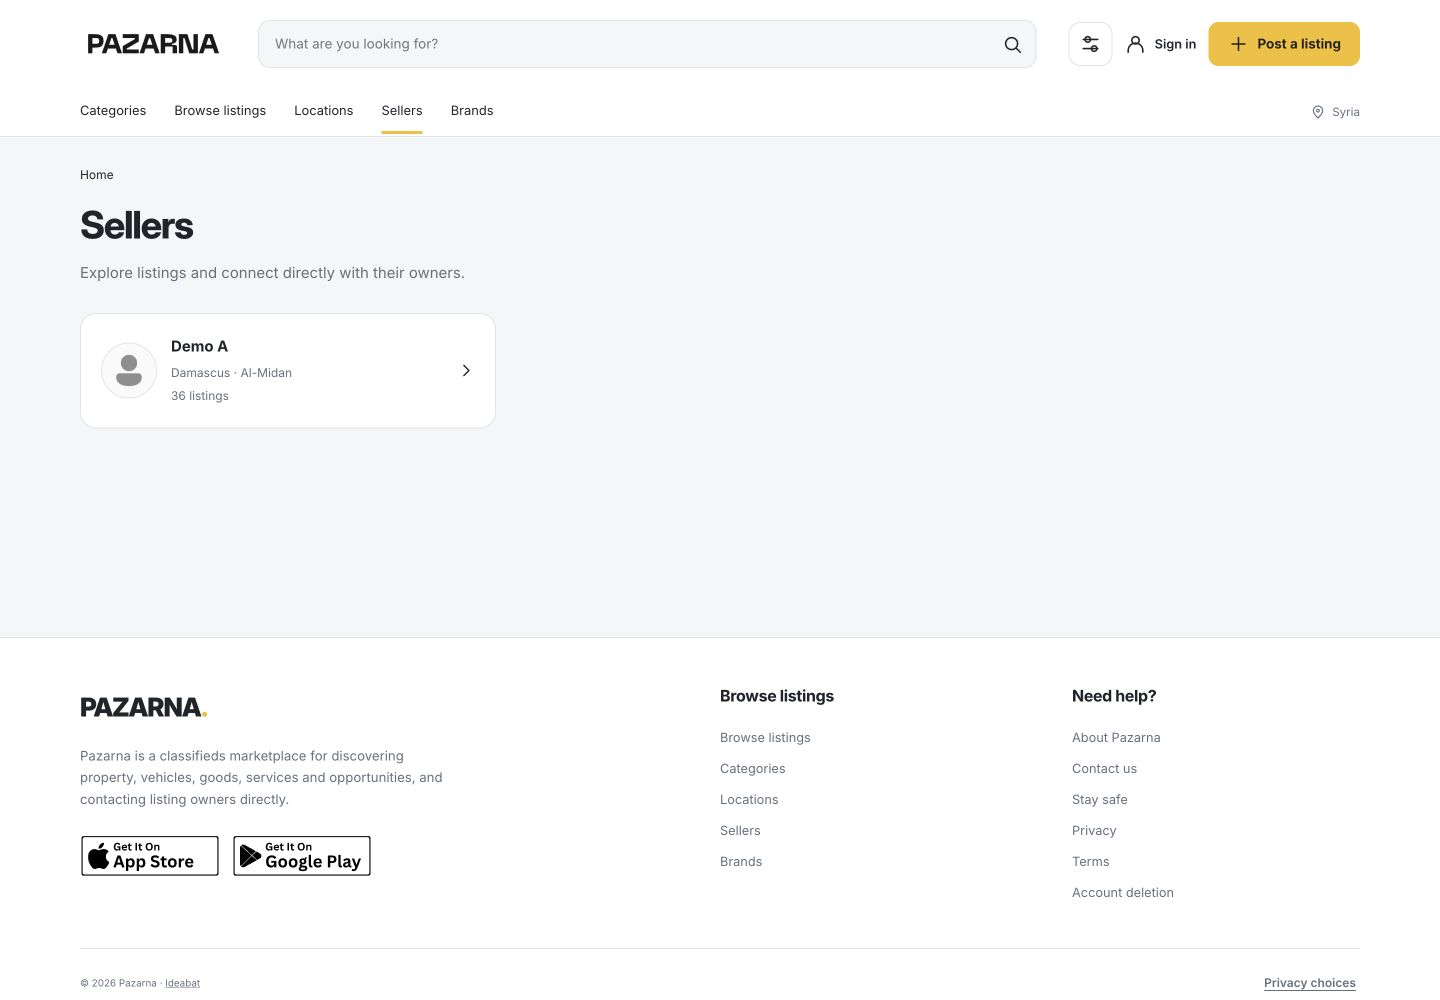 PAZARNA
What are you looking for?
Sign in
Post a listing
Categories
Browse listings
Locations
Sellers
Brands
Syria
Home
Sellers
Explore listings and connect directly with their owners.
Demo A
Damascus · Al-Midan
36 listings
PAZARNA.
Pazarna is a classifieds marketplace for discovering
property, vehicles, goods, services and opportunities, and
contacting listing owners directly.
Get It On
App Store
Get It On
Google Play
Browse listings
Browse listings
Categories
Locations
Sellers
Brands
Need help?
About Pazarna
Contact us
Stay safe
Privacy
Terms
Account deletion
© 2026 Pazarna · Ideabat
Privacy choices